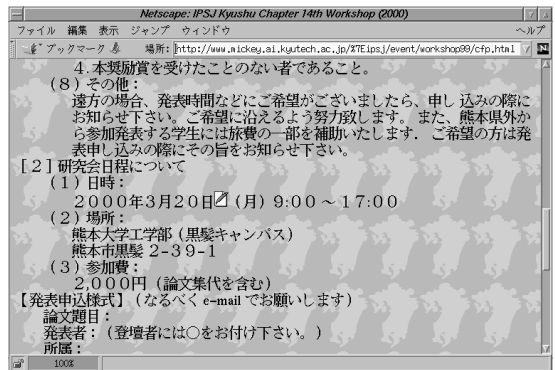 Netscape: IPSJ Kyushu Chapter 14th Workshop (2000)
ファイル 編集 表示 ジャンプ ウィンドウ ヘルプ
ブックマーク 場所: http://www.mickey.ai.kyutech.ac.jp/%7Eipsj/event/workshop99/cfp.html N
4.本奨励賞を受けたことのない者であること。
(8)その他:
遠方の場合、発表時間などにご希望がございましたら、申し込みの際に
お知らせ下さい。ご希望に沿えるよう努力致します。また、熊本県外か
ら参加発表する学生には旅費の一部を補助いたします. ご希望の方は発
表申し込みの際にその旨をお知らせ下さい。
[2]研究会日程について
(1)日時:
2000年3月20日(月)9:00~17:00
(2)場所:
熊本大学工学部(黒髪キャンパス)
熊本市黒髪2-39-1
(3)参加費:
2,000円(論文集代を含む)
【発表申込様式】(なるべく e-mail でお願いします)
論文題目:
発表者:(登壇者には○をお付け下さい。)
所属:
100%